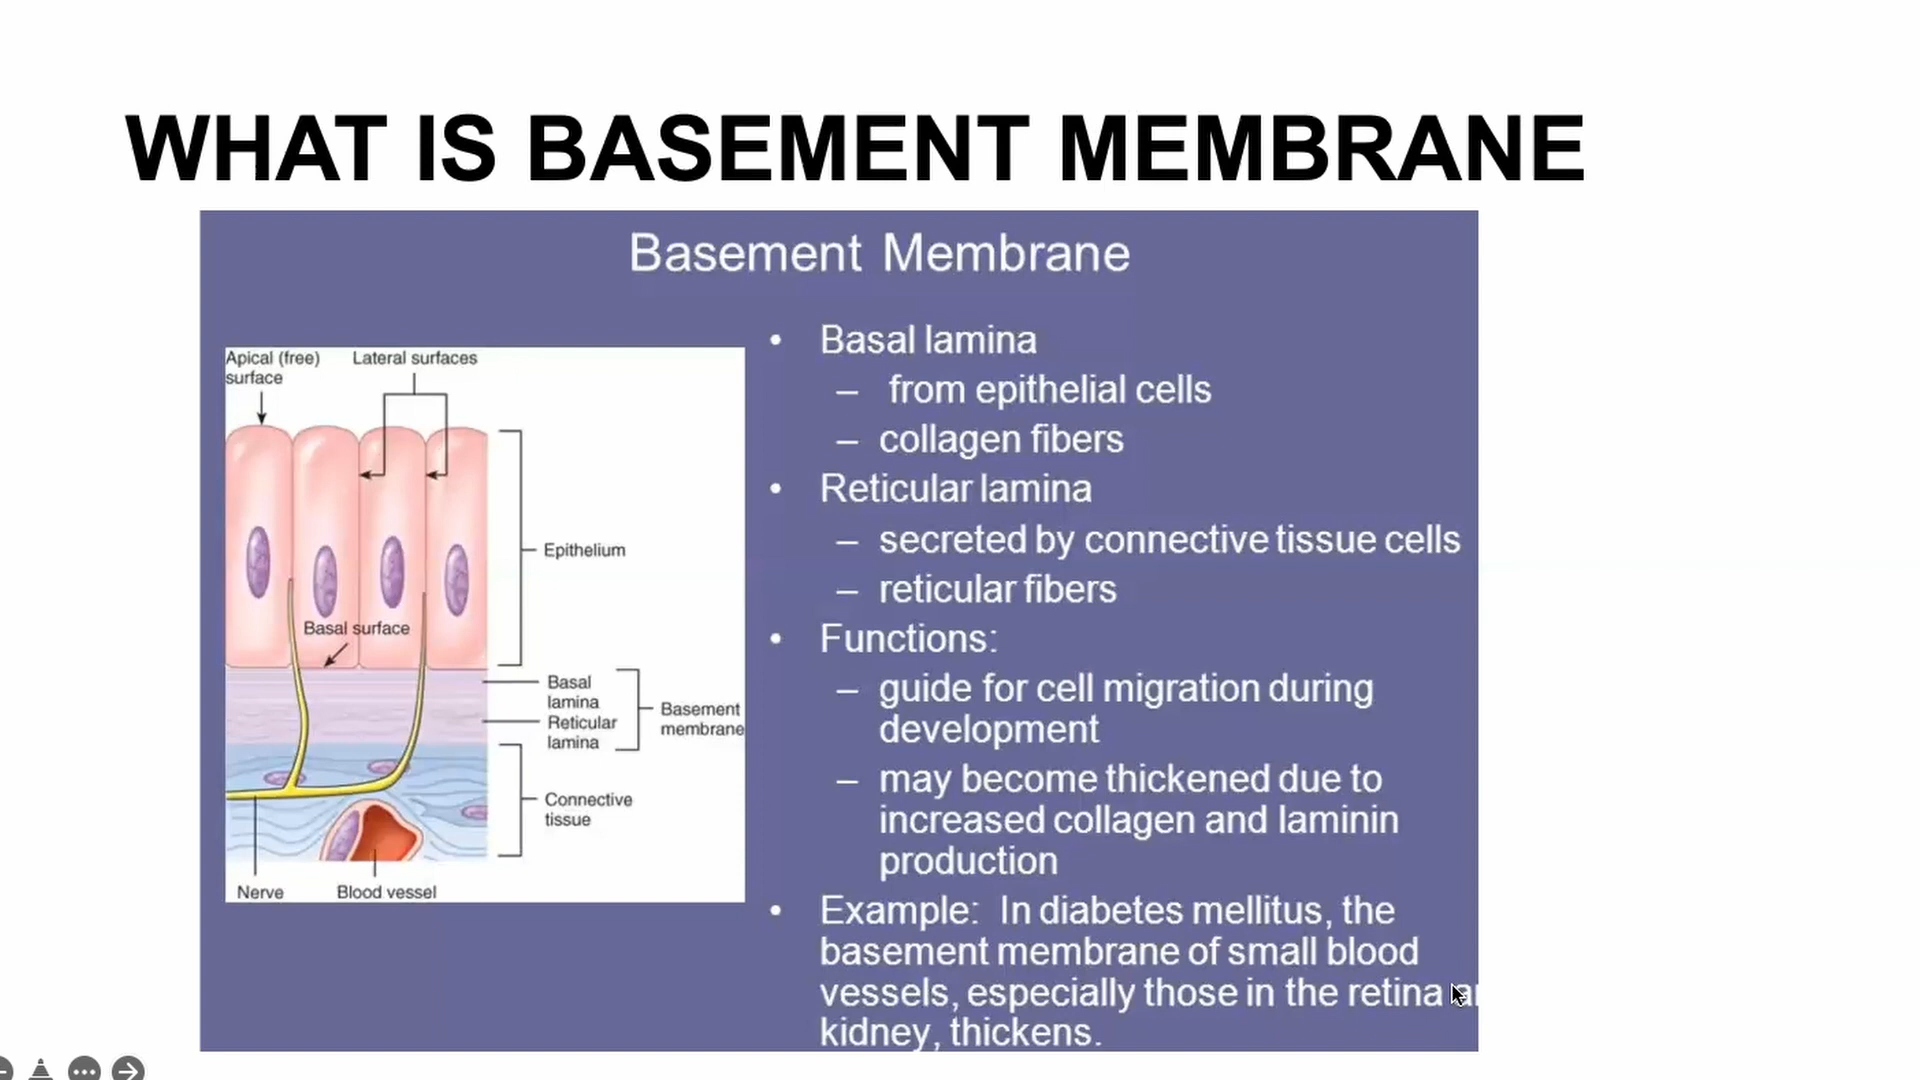 WHAT IS BASEMENT MEMBRANE
Basement Membrane
Apical (free)
surface
Lateral surfaces
Epithelium
Basal surface
Basal
lamina
Reticular
lamina
Basement
membrane
Connective
tissue
Nerve
Blood vessel
• Basal lamina
– from epithelial cells
– collagen fibers
• Reticular lamina
– secreted by connective tissue cells
– reticular fibers
• Functions:
– guide for cell migration during
development
– may become thickened due to
increased collagen and laminin
production
• Example: In diabetes mellitus, the
basement membrane of small blood
vessels, especially those in the retina
kidney, thickens.